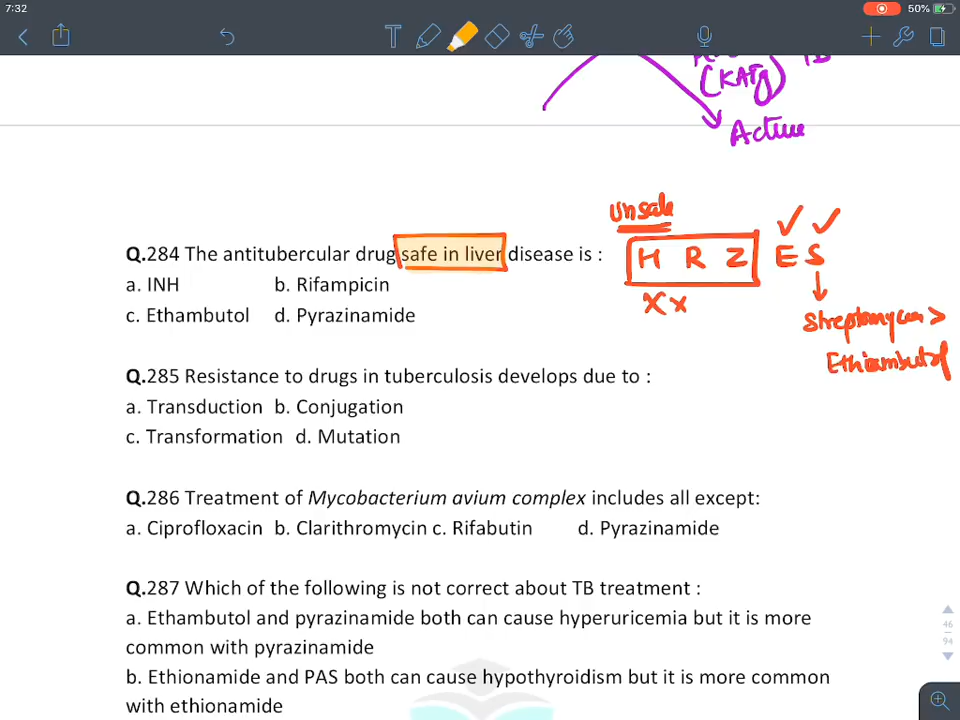 7:32
50%
T
(KATg)
Active
Unsafe
Q.284 The antitubercular drug safe in liver disease is :
H R Z E S
a. INH b. Rifampicin
X x
c. Ethambutol d. Pyrazinamide
Streptomycin >
Ethambutol
Q.285 Resistance to drugs in tuberculosis develops due to :
a. Transduction b. Conjugation
c. Transformation d. Mutation
Q.286 Treatment of Mycobacterium avium complex includes all except:
a. Ciprofloxacin b. Clarithromycin c. Rifabutin d. Pyrazinamide
Q.287 Which of the following is not correct about TB treatment :
a. Ethambutol and pyrazinamide both can cause hyperuricemia but it is more
common with pyrazinamide
b. Ethionamide and PAS both can cause hypothyroidism but it is more common
with ethionamide
46
94